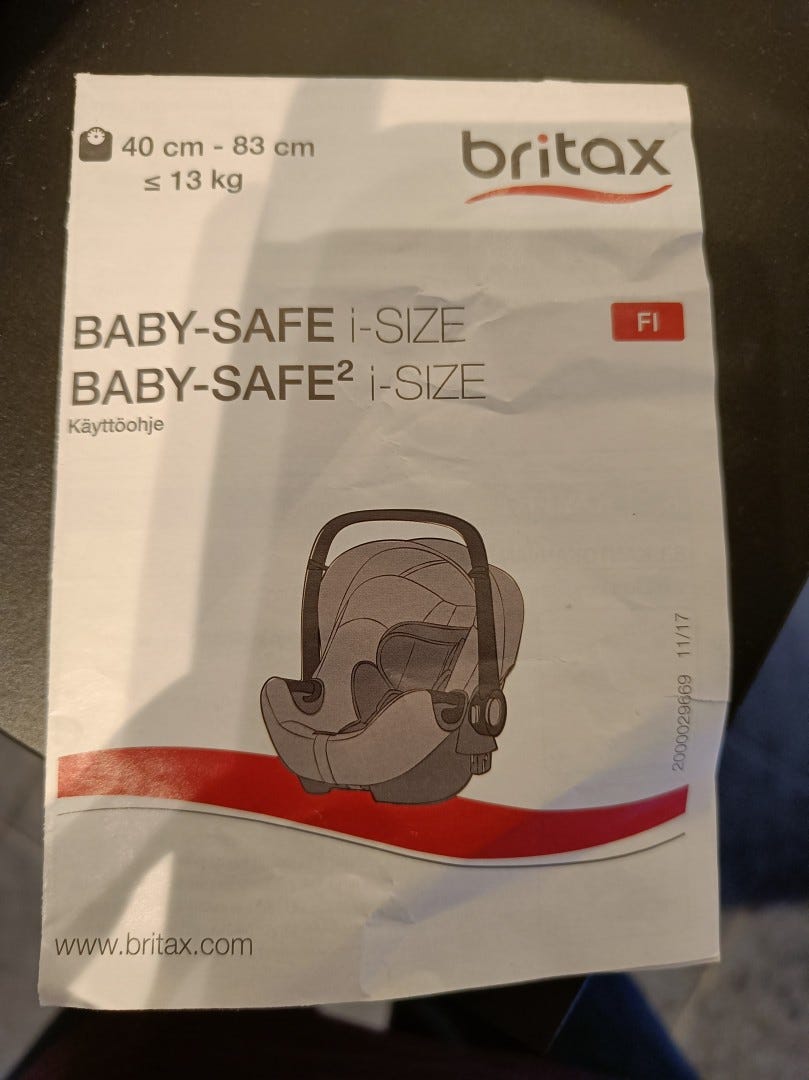 40 cm - 83 cm
≤ 13 kg
britax
BABY-SAFE i-SIZE
FI
BABY-SAFE² i-SIZE
Käyttöohje
2000029669 11/17
www.britax.com